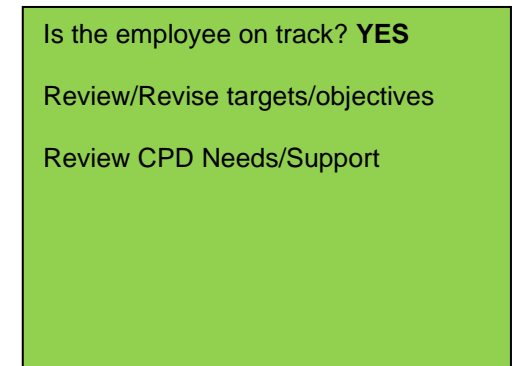 Is the employee on track? YES
Review/Revise targets/objectives
Review CPD Needs/Support